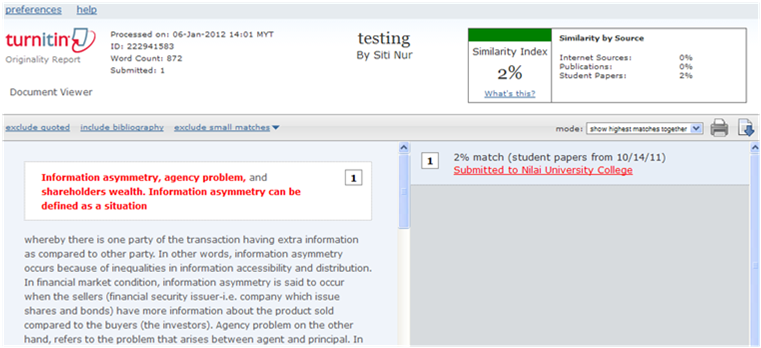 preferences help
turnitin
Originality Report
Processed on: 06-Jan-2012 14:01 MYT
ID: 222941583
Word Count: 872
Submitted: 1
testing
By Siti Nur
Similarity Index
2%
What's this?
Similarity by Source
Internet Sources: 0%
Publications: 0%
Student Papers: 2%
Document Viewer
exclude quoted include bibliography exclude small matches
mode: show highest matches together
Information asymmetry, agency problem, and 1
shareholders wealth. Information asymmetry can be
defined as a situation
whereby there is one party of the transaction having extra information
as compared to other party. In other words, information asymmetry
occurs because of inequalities in information accessibility and distribution.
In financial market condition, information asymmetry is said to occur
when the sellers (financial security issuer-i.e. company which issue
shares and bonds) have more information about the product sold
compared to the buyers (the investors). Agency problem on the other
hand, refers to the problem that arises between agent and principal. In
1 2% match (student papers from 10/14/11)
Submitted to Nilai University College